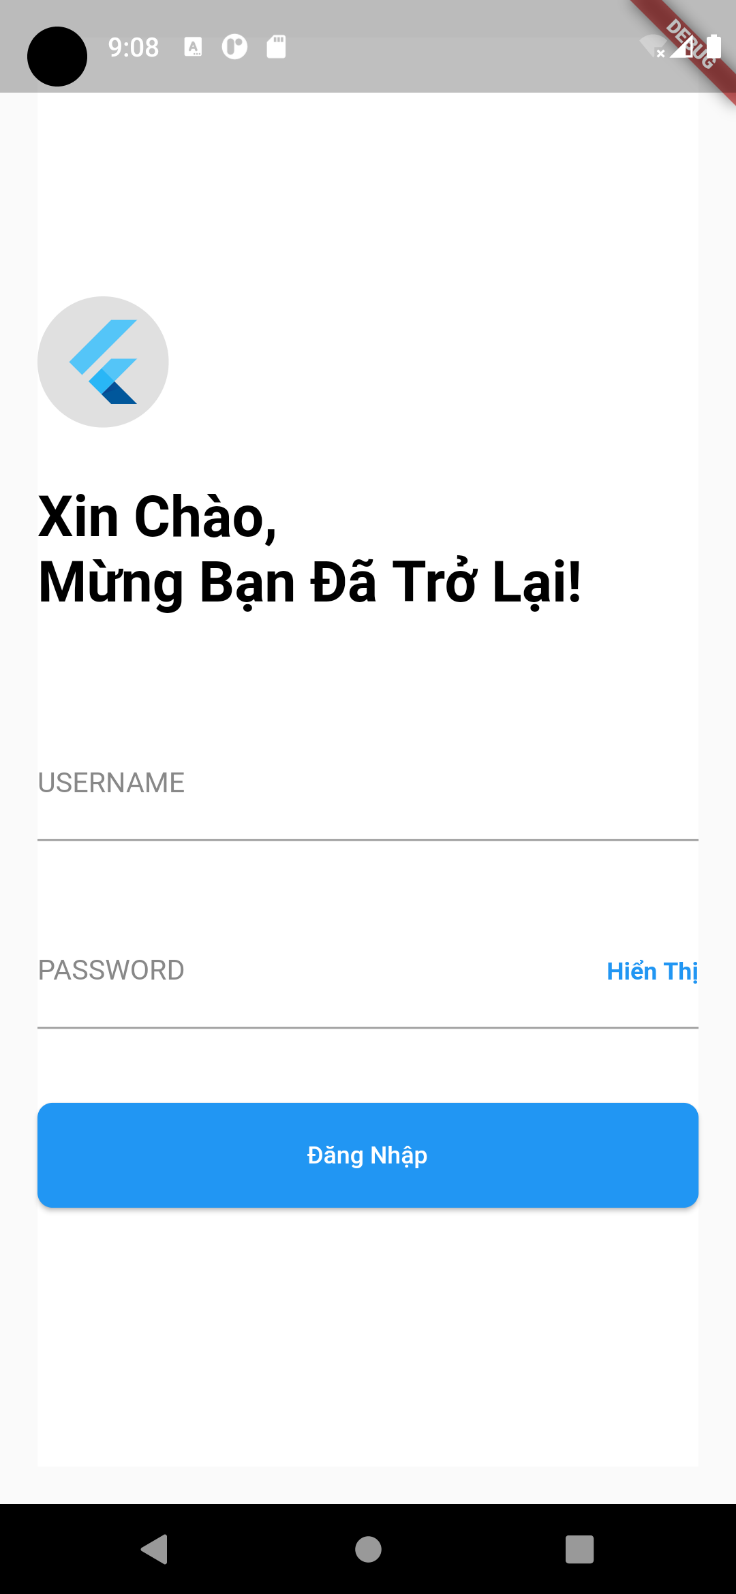 9:08
DEBUG
Xin Chào,
Mừng Bạn Đã Trở Lại!
USERNAME
PASSWORD
Hiển Thị
Đăng Nhập